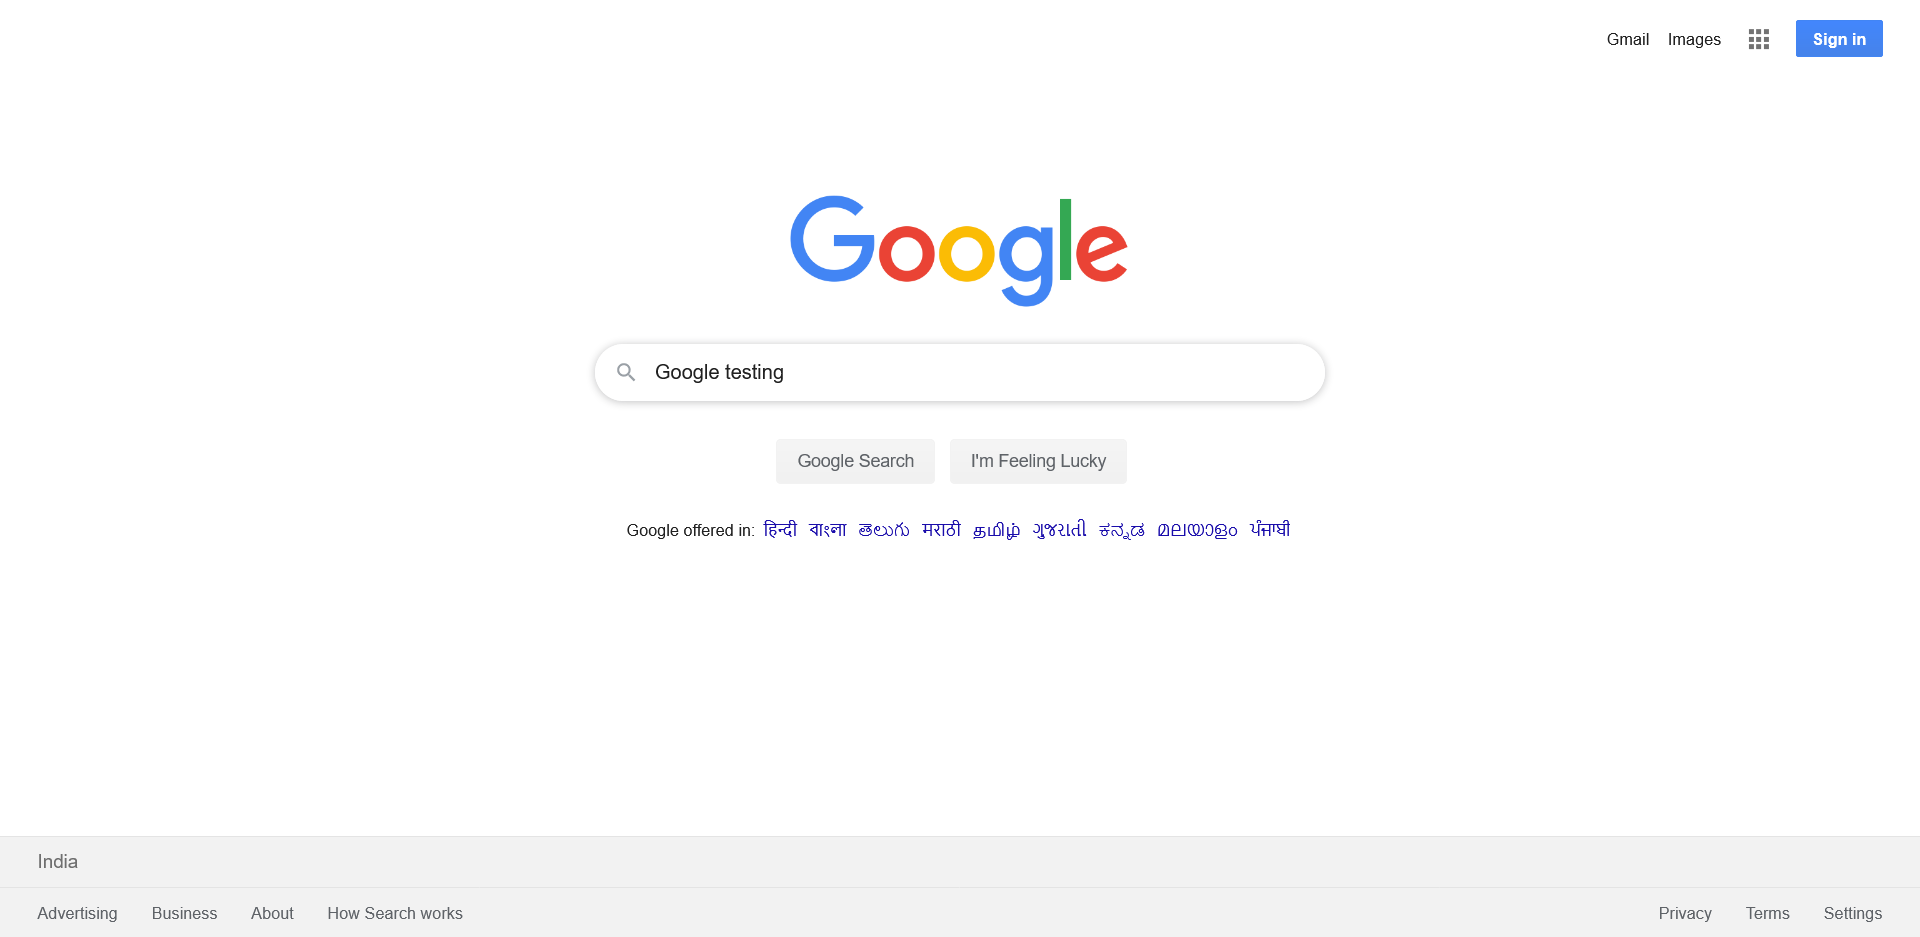 Gmail Images Sign in
Google
Google testing
Google Search I'm Feeling Lucky
Google offered in: हिन्दी বাংলা తెలుగు मराठी தமிழ் ગુજરાતી ಕನ್ನಡ മലയാളം ਪੰਜਾਬੀ
India
Advertising Business About How Search works Privacy Terms Settings